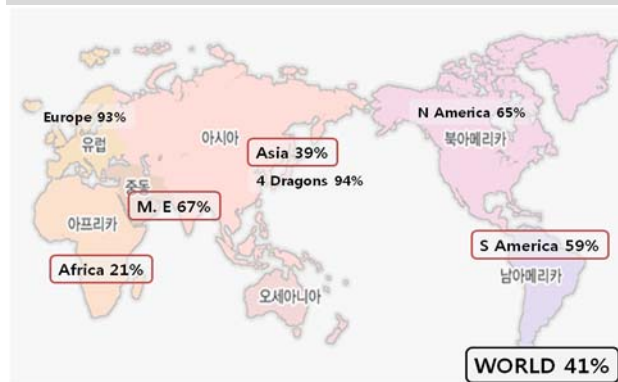 Europe 93%
유럽
아시아
N America 65%
북아메리카
Asia 39%
4 Dragons 94%
중동
M. E 67%
아프리카
Africa 21%
S America 59%
남아메리카
오세아니아
WORLD 41%